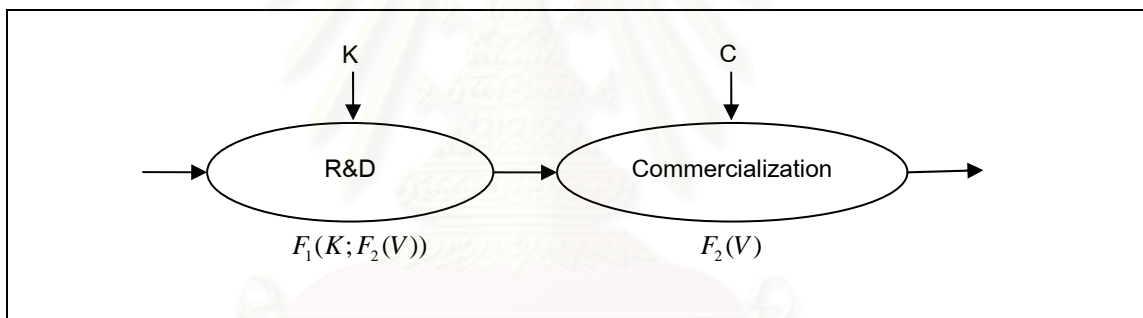 K C
R&D Commercialization
F₁(K;F₂(V)) F₂(V)